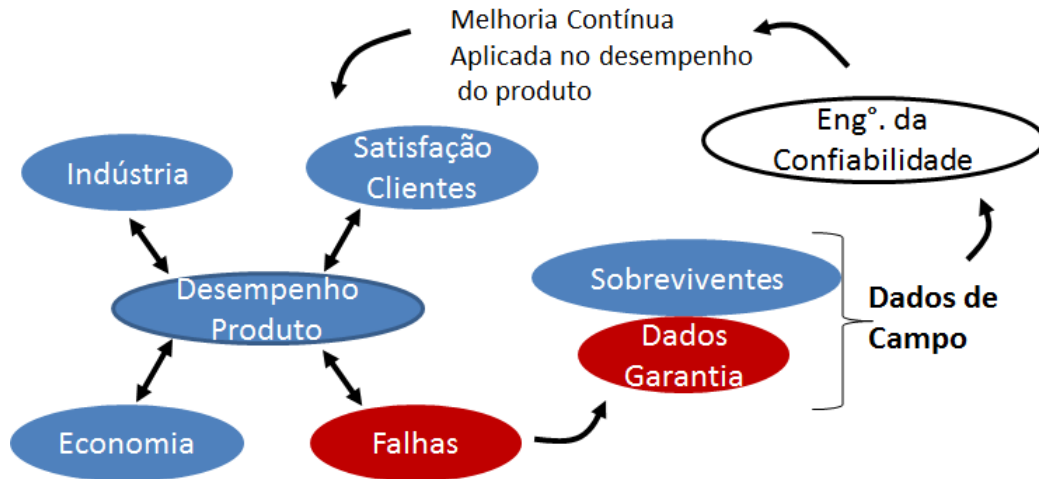 Melhoria Contínua
Aplicada no desempenho
do produto
Eng°. da
Confiabilidade
Satisfação
Clientes
Indústria
Sobreviventes
Desempenho
Produto
Dados de
Campo
Dados
Garantia
Economia
Falhas